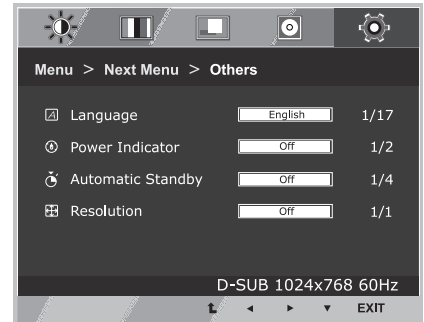 Menu > Next Menu > Others
Language English 1/17
Power Indicator Off 1/2
Automatic Standby Off 1/4
Resolution Off 1/1
D-SUB 1024x768 60Hz
EXIT